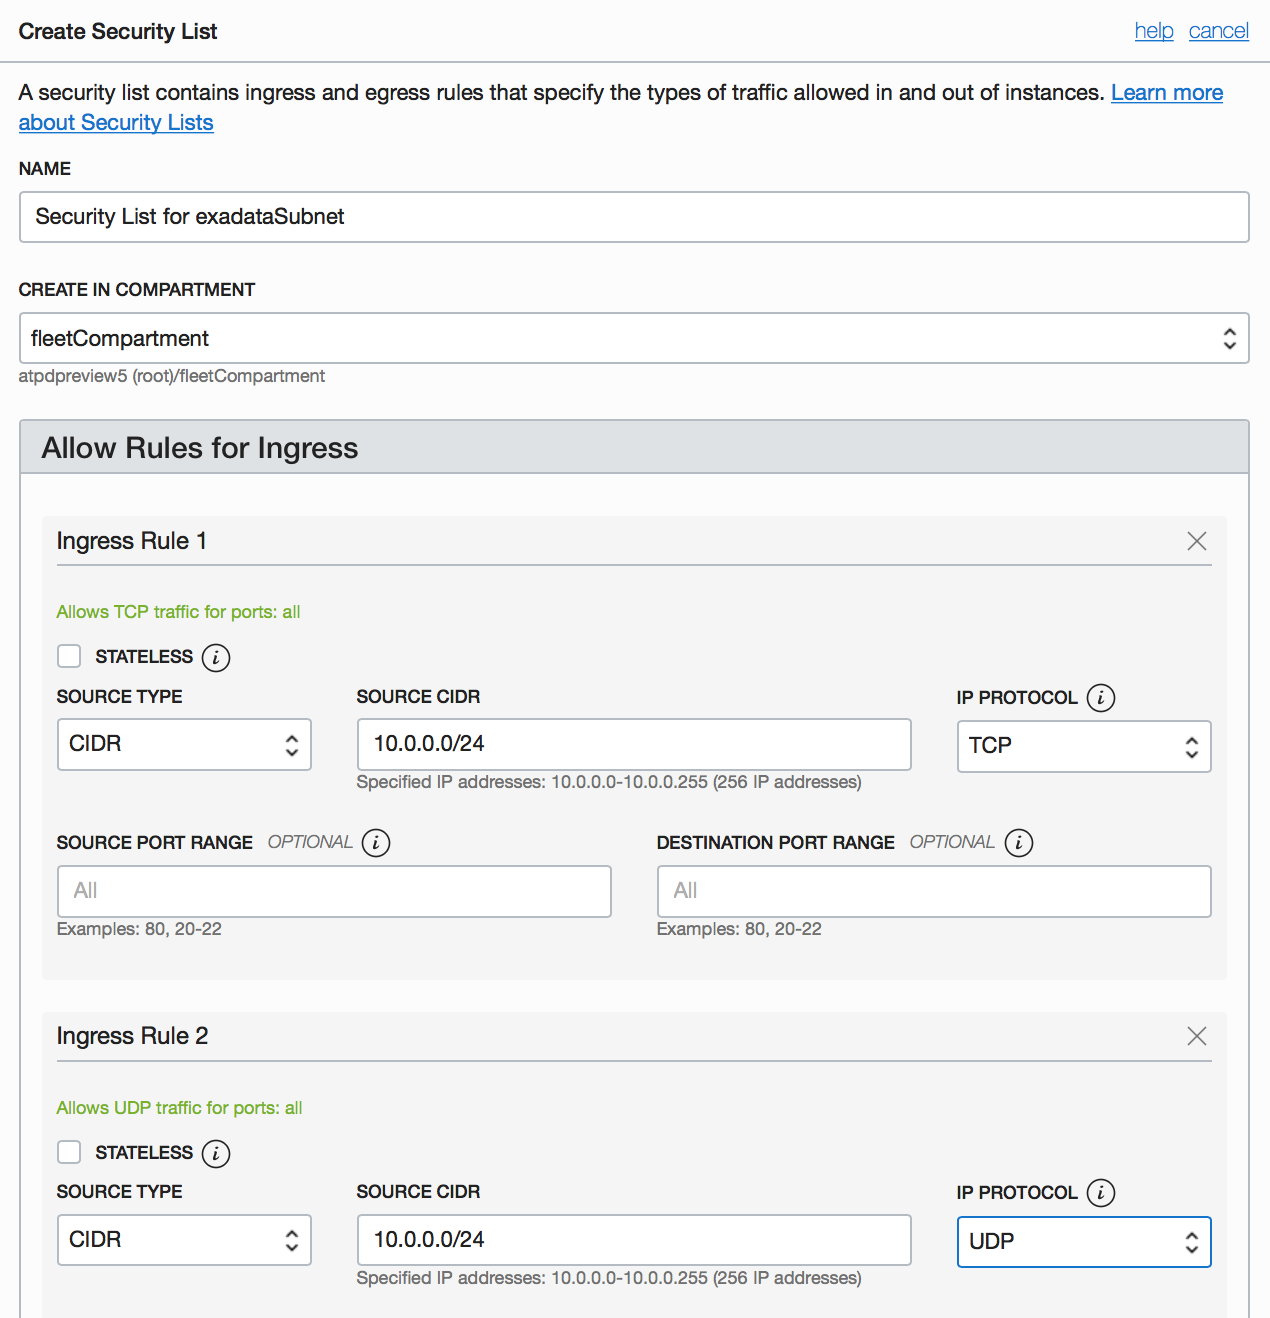 Create Security List
help cancel
A security list contains ingress and egress rules that specify the types of traffic allowed in and out of instances. Learn more
about Security Lists
NAME
Security List for exadataSubnet
CREATE IN COMPARTMENT
fleetCompartment
atpdpreview5 (root)/fleetCompartment
Allow Rules for Ingress
Ingress Rule 1
Allows TCP traffic for ports: all
STATELESS i
SOURCE TYPE SOURCE CIDR IP PROTOCOL i
CIDR 10.0.0.0/24 TCP
Specified IP addresses: 10.0.0.0-10.0.0.255 (256 IP addresses)
SOURCE PORT RANGE OPTIONAL i DESTINATION PORT RANGE OPTIONAL i
All All
Examples: 80, 20-22 Examples: 80, 20-22
Ingress Rule 2
Allows UDP traffic for ports: all
STATELESS i
SOURCE TYPE SOURCE CIDR IP PROTOCOL i
CIDR 10.0.0.0/24 UDP
Specified IP addresses: 10.0.0.0-10.0.0.255 (256 IP addresses)